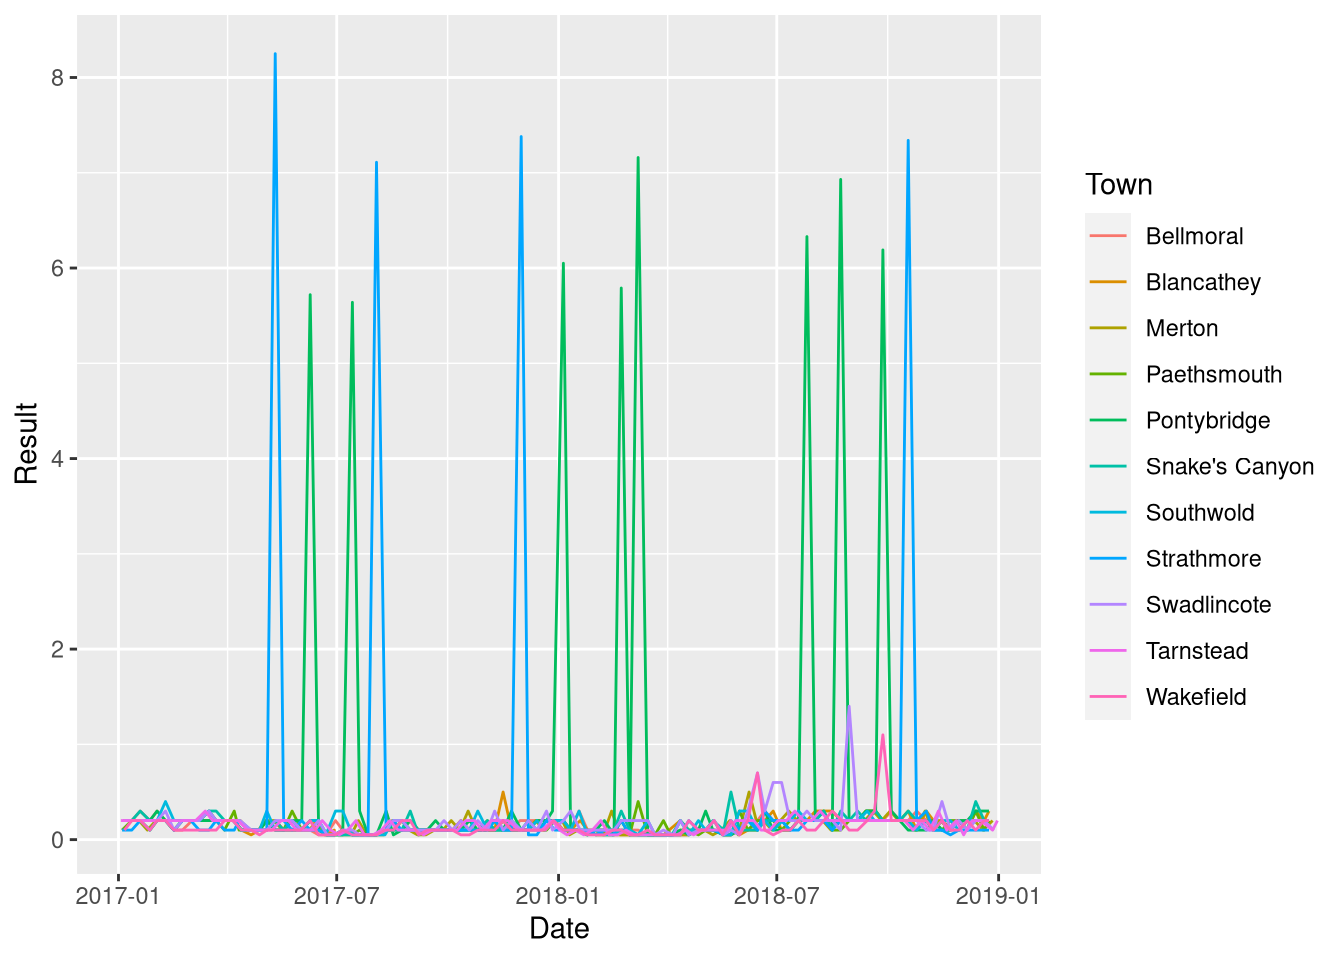 8
6
4
2
0
Result
2017-01
2017-07
2018-01
2018-07
2019-01
Date
Town
Bellmoral
Blancathey
Merton
Paethsmouth
Pontybridge
Snake's Canyon
Southwold
Strathmore
Swadlincote
Tarnstead
Wakefield